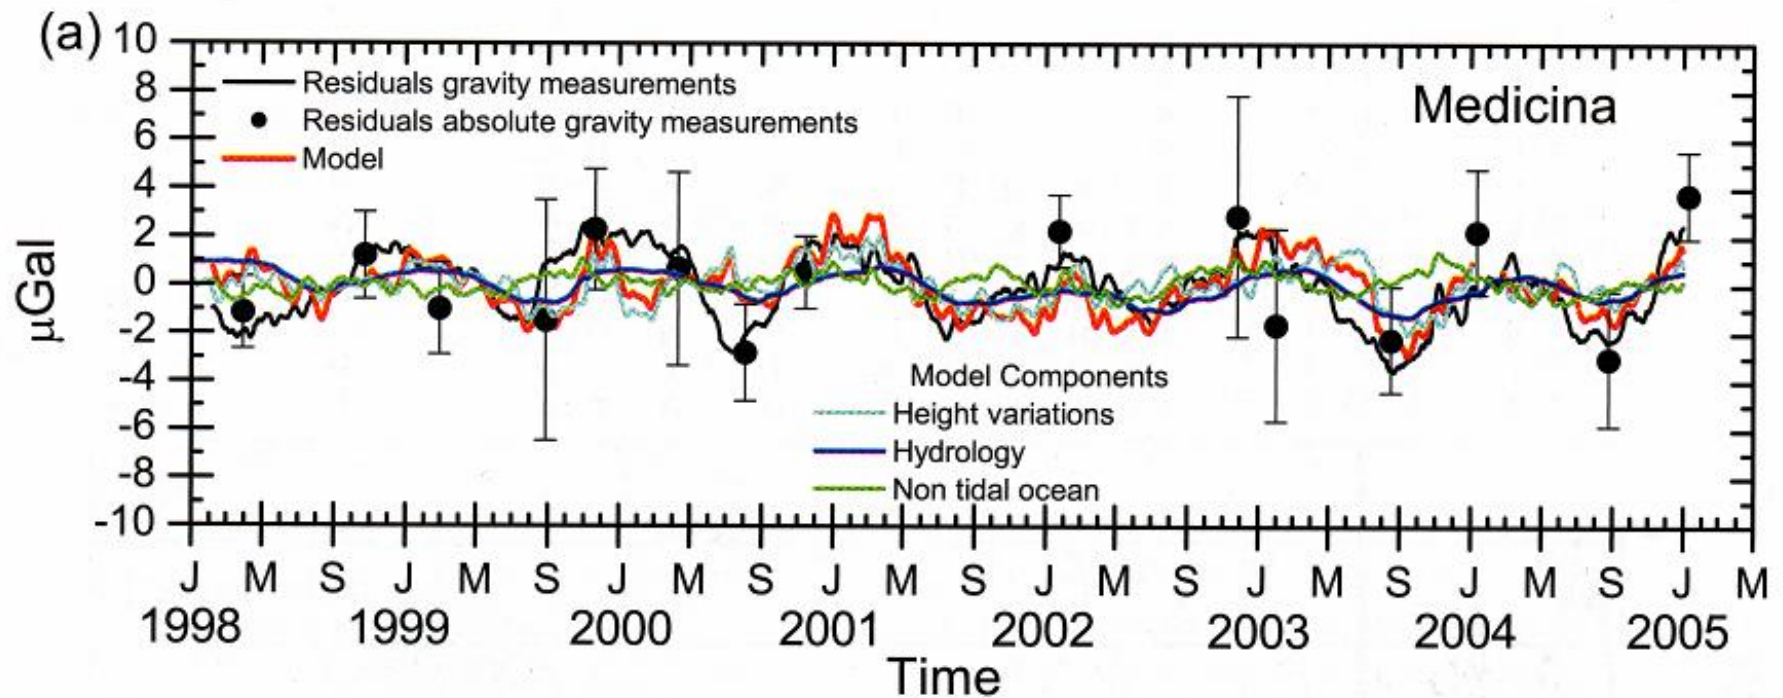 (a)
10
8
6
4
2
0
-2
-4
-6
-8
-10
μGal
Residuals gravity measurements
Residuals absolute gravity measurements
Model
Medicina
Model Components
Height variations
Hydrology
Non tidal ocean
J M S J M S J M S J M S J M S J M S J M S J M
1998 1999 2000 2001 2002 2003 2004 2005
Time